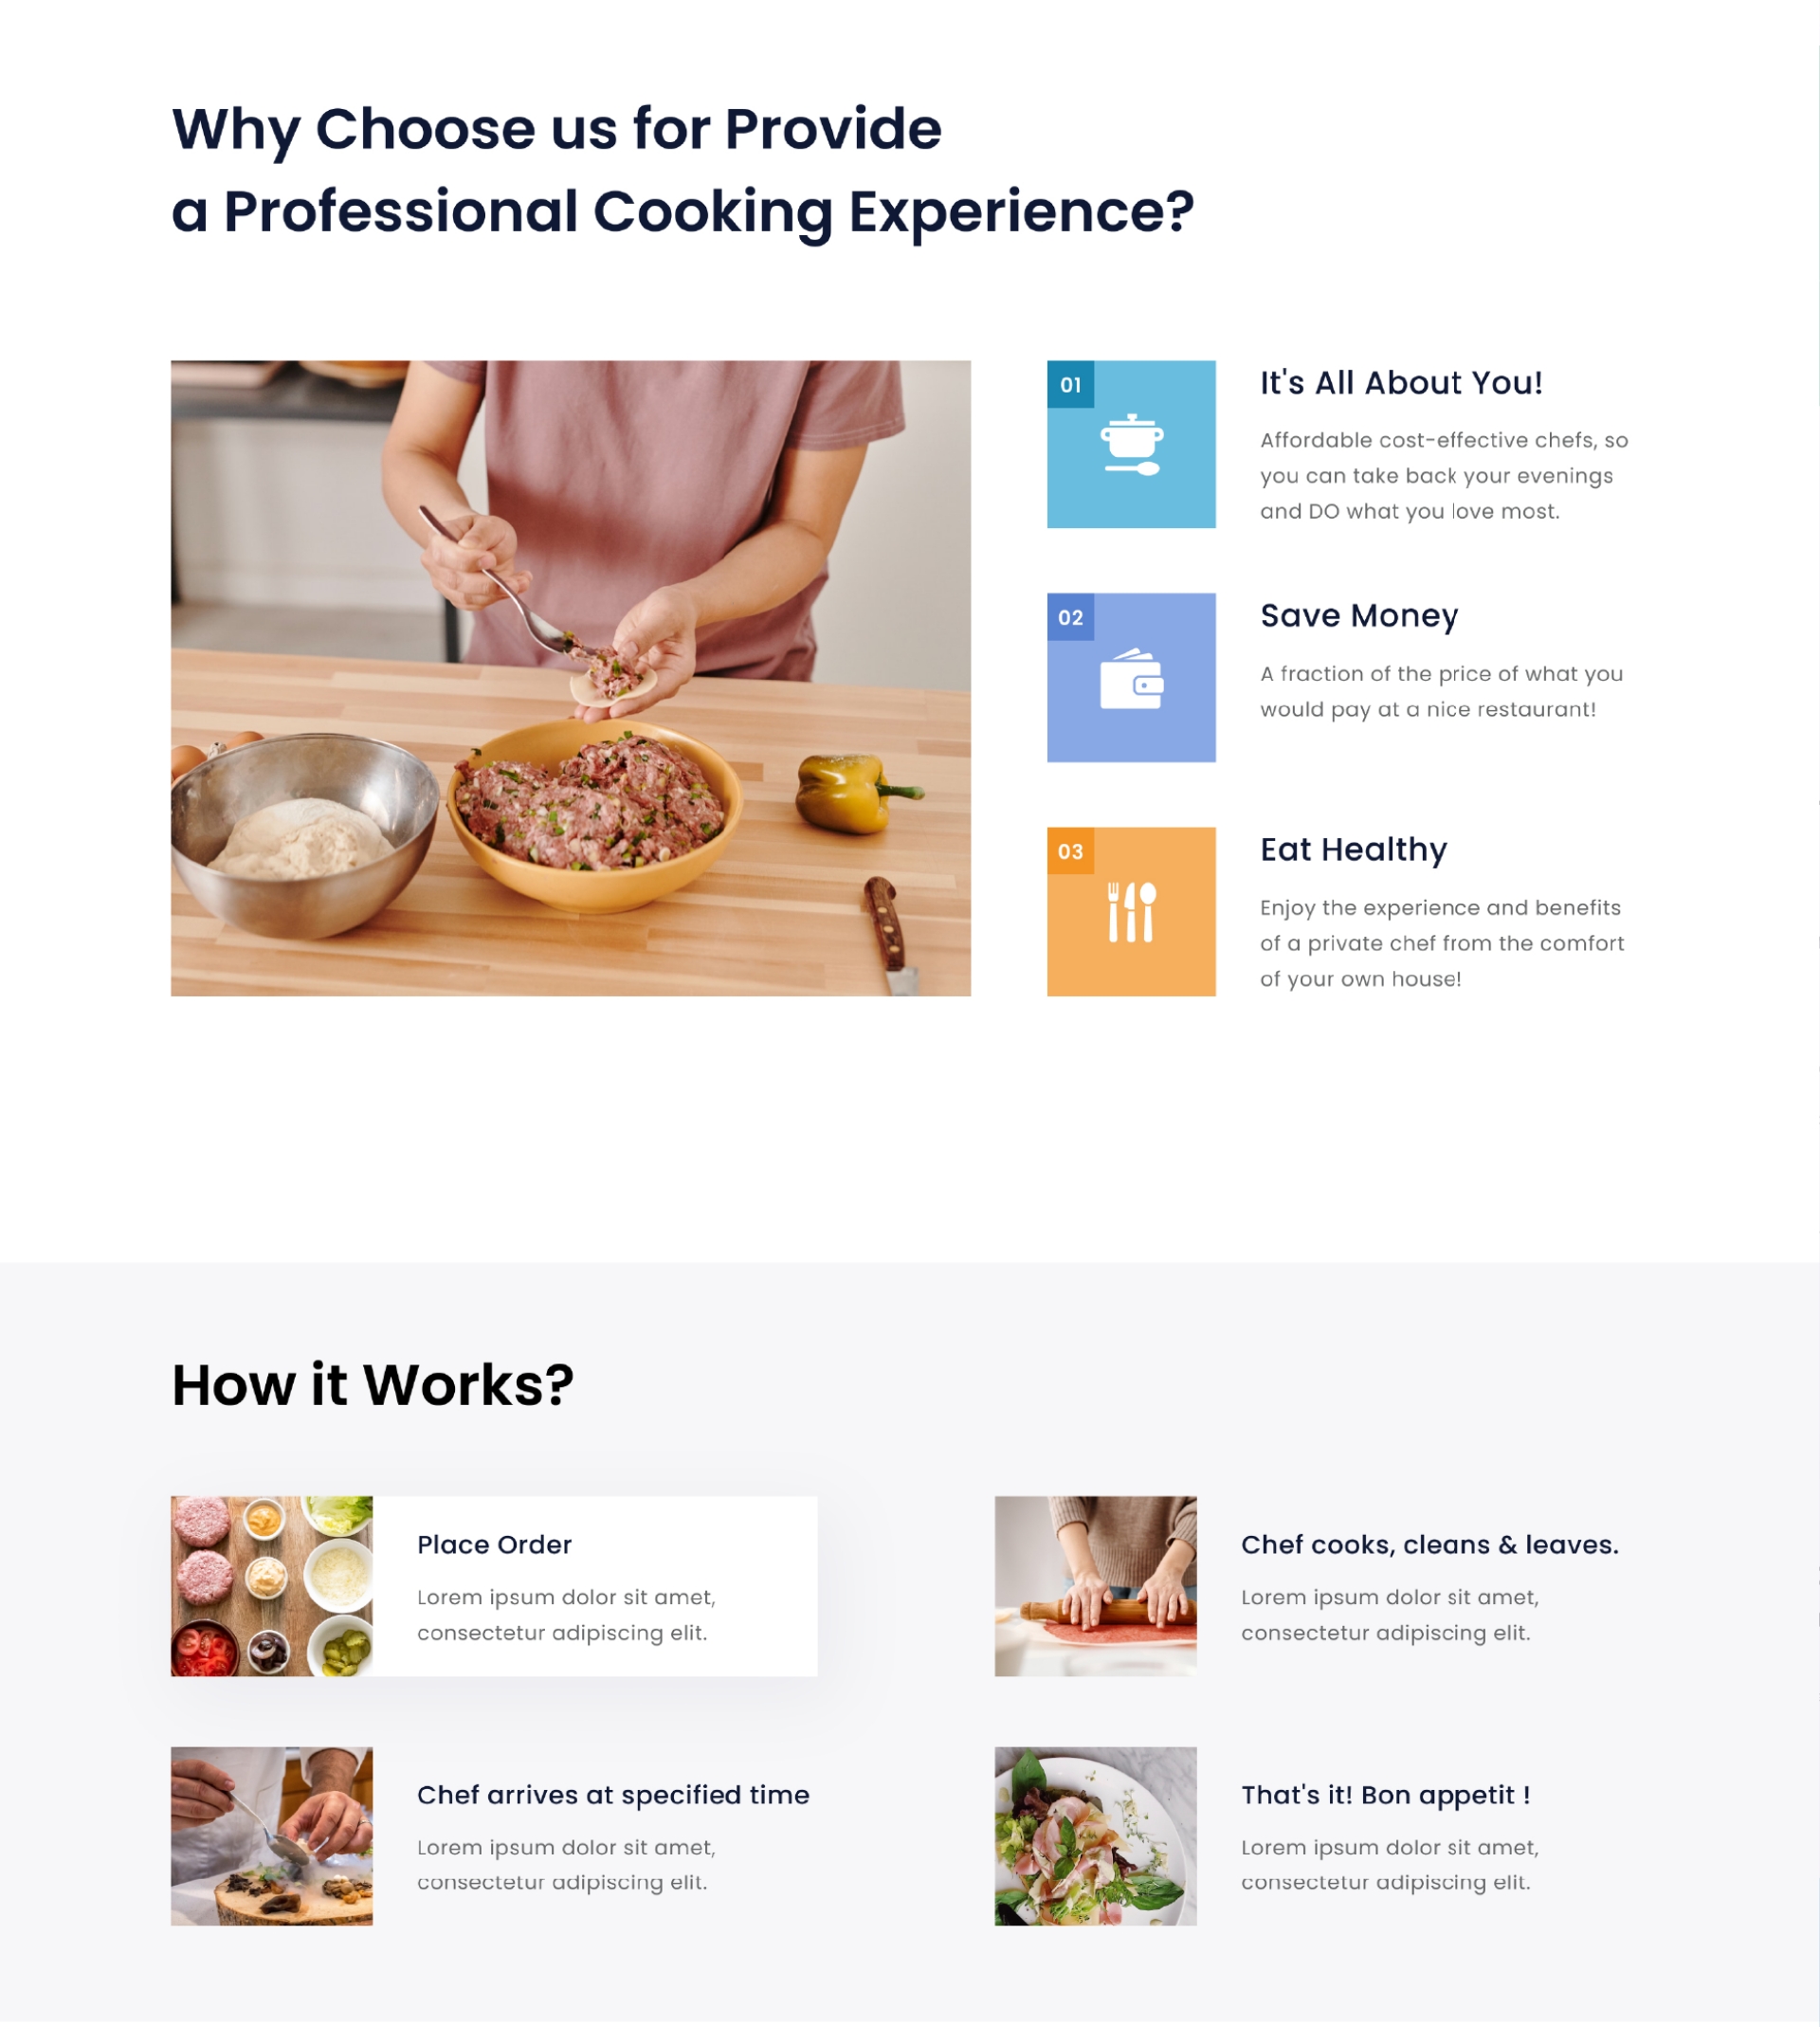 Why Choose us for Provide
a Professional Cooking Experience?
01
It's All About You!
Affordable cost-effective chefs, so
you can take back your evenings
and DO what you love most.
02
Save Money
A fraction of the price of what you
would pay at a nice restaurant!
03
Eat Healthy
Enjoy the experience and benefits
of a private chef from the comfort
of your own house!
How it Works?
Place Order
Lorem ipsum dolor sit amet,
consectetur adipiscing elit.
Chef cooks, cleans & leaves.
Lorem ipsum dolor sit amet,
consectetur adipiscing elit.
Chef arrives at specified time
Lorem ipsum dolor sit amet,
consectetur adipiscing elit.
That's it! Bon appetit !
Lorem ipsum dolor sit amet,
consectetur adipiscing elit.